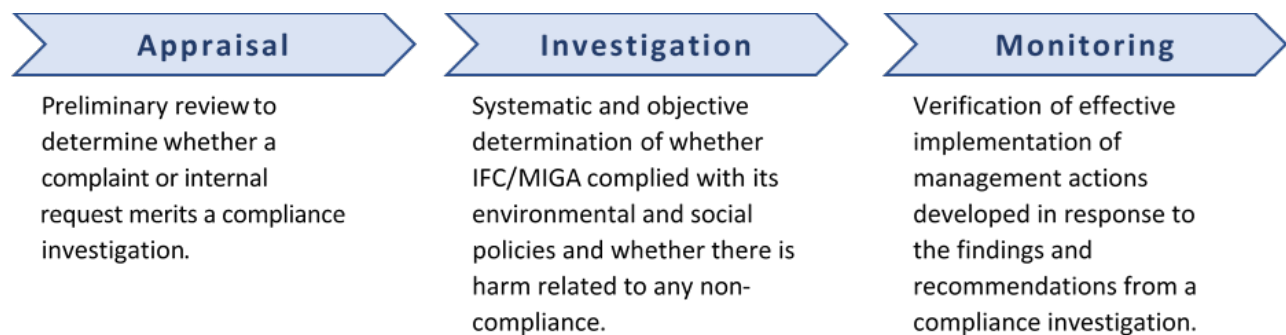 Appraisal
Preliminary review to
determine whether a
complaint or internal
request merits a compliance
investigation.
Investigation
Systematic and objective
determination of whether
IFC/MIGA complied with its
environmental and social
policies and whether there is
harm related to any non-
compliance.
Monitoring
Verification of effective
implementation of
management actions
developed in response to
the findings and
recommendations from a
compliance investigation.